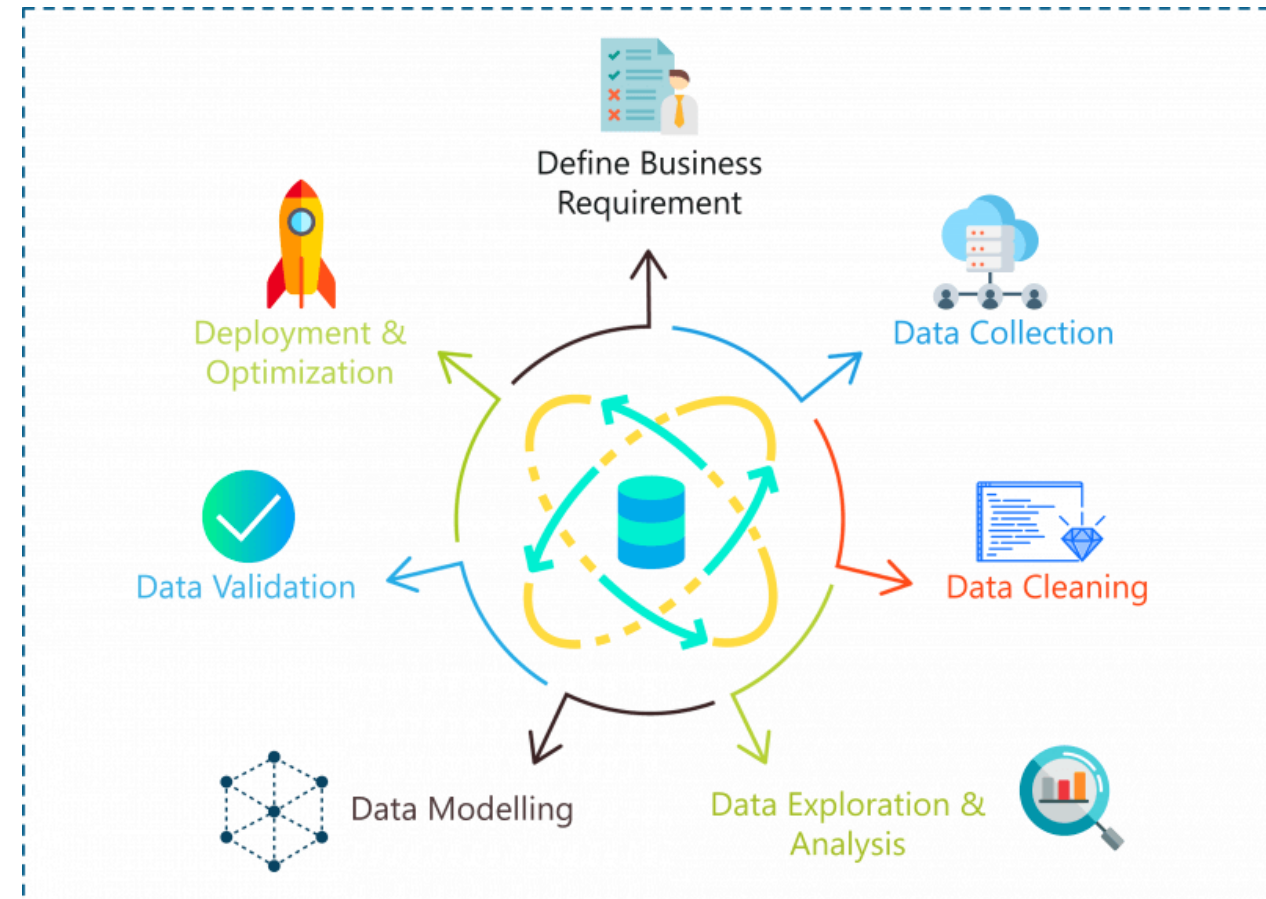 Define Business
Requirement
Data Collection
Data Cleaning
Data Exploration &
Analysis
Data Modelling
Data Validation
Deployment &
Optimization